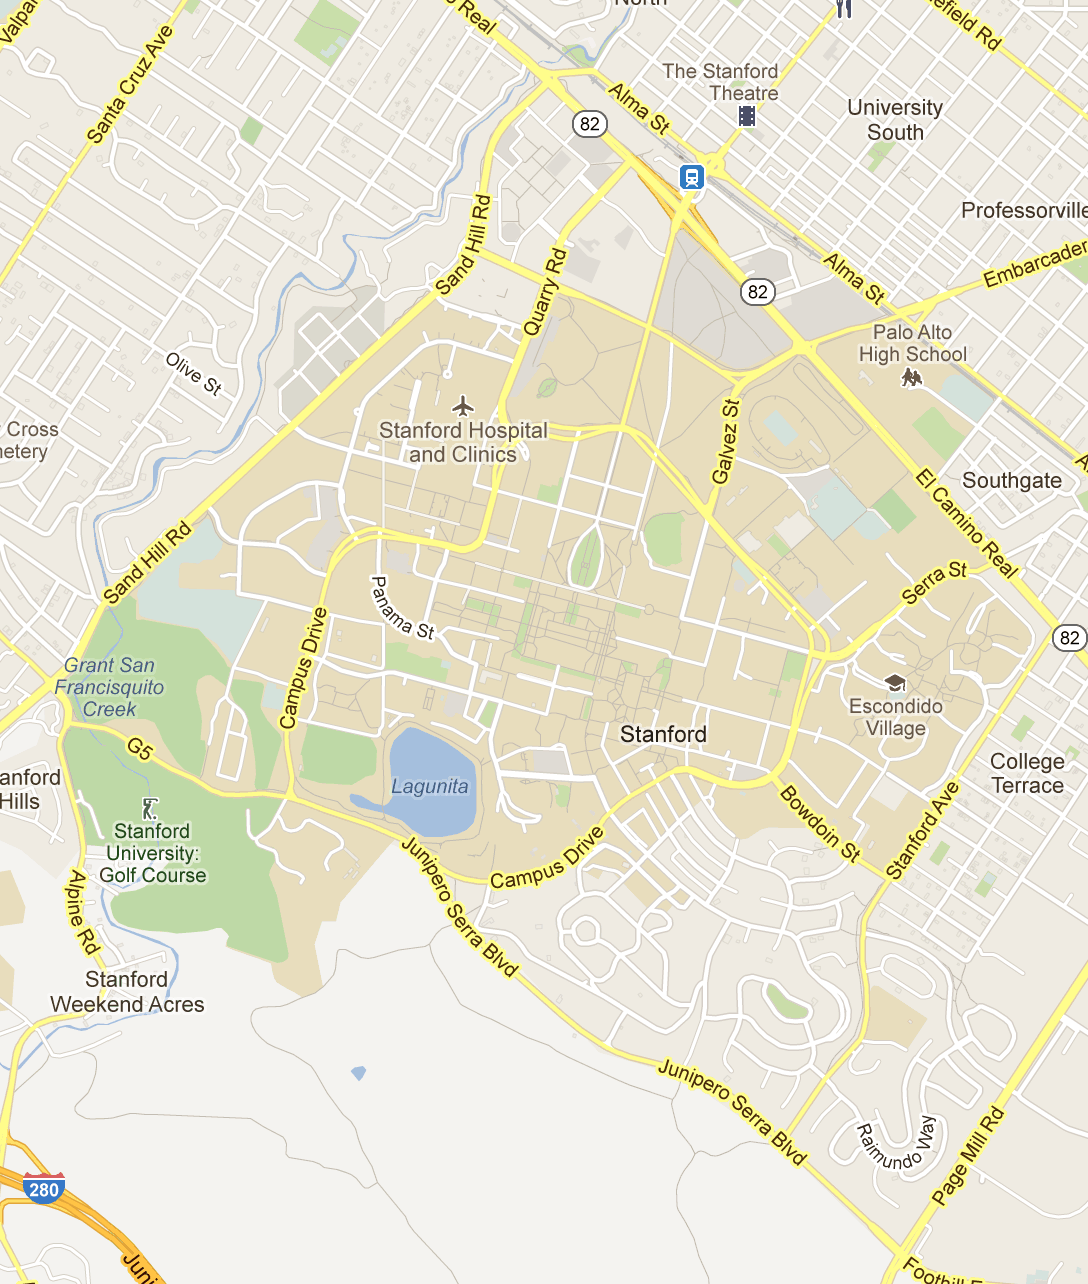 North
Real
Valpar
Santa Cruz Ave
efield Rd
The Stanford
Theatre
Alma St
82
University
South
Professorville
Sand Hill Rd
Quarry Rd
Alma St
Embarcader
82
Olive St
Palo Alto
High School
Cross
Stanford Hospital
and Clinics
Galvez St
Southgate
El Camino Real
Sand Hill Rd
Serra St
Panama St
Campus Drive
82
Grant San
Francisquito
Creek
Escondido
Village
Stanford
G5
Lagunita
College
Terrace
anford
Hills
Stanford
University:
Golf Course
Bowdoin St
Stanford Ave
Campus Drive
Junipero Serra Blvd
Alpine Rd
Stanford
Weekend Acres
Junipero Serra Blvd
Raimundo Way
Page Mill Rd
280
Juni
Foothill E